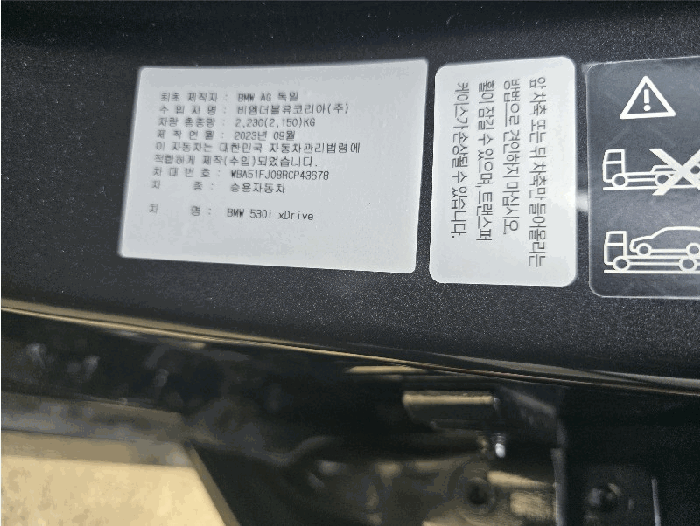 최초 제작자 : BMW AG 독일
수 입 자 명 : 비엠더블유코리아(주)
차량 총중량 : 2,230(2,150)KG
제 작 연 월 : 2023년 09월
이 자동차는 대한민국 자동차관리법령에
적합하게 제작(수입)되었습니다.
차 대 번 호 : WBA51FJ09RCP43678
차 종 : 승용자동차
차 명 : BMW 530i xDrive
앞 차축 또는 뒤 차축만 들어올리는
방법으로 견인하지 마십시오.
휠이 잠길 수 있으며, 트랜스퍼
케이스가 손상될 수 있습니다.